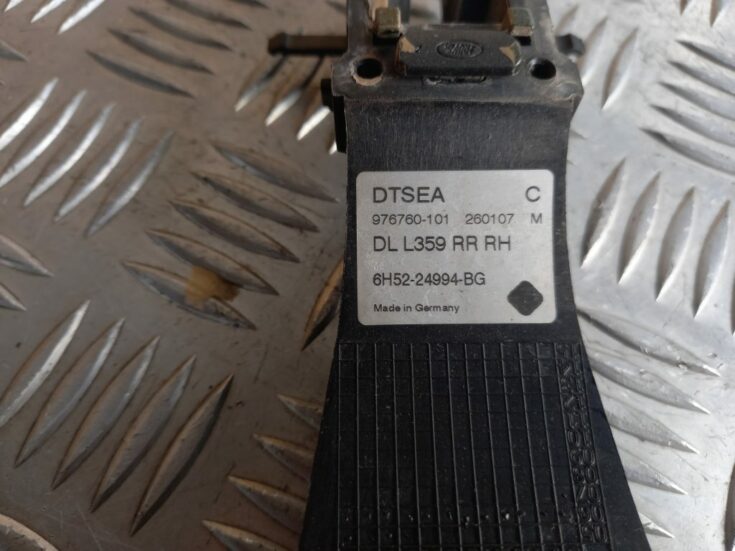 DTSEA C
976760-101 260107 M
DL L359 RR RH
6H52-24994-BG
Made in Germany